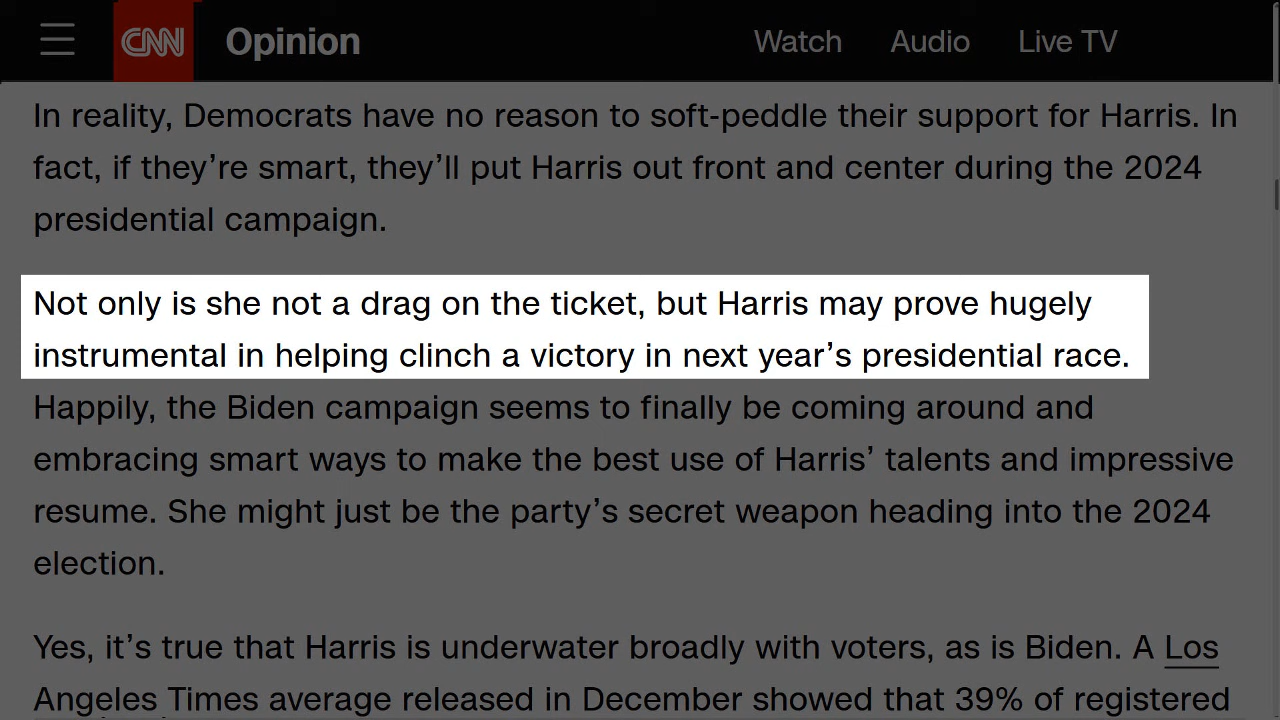 CNN Opinion Watch Audio Live TV
In reality, Democrats have no reason to soft-peddle their support for Harris. In
fact, if they’re smart, they’ll put Harris out front and center during the 2024
presidential campaign.
Not only is she not a drag on the ticket, but Harris may prove hugely
instrumental in helping clinch a victory in next year’s presidential race.
Happily, the Biden campaign seems to finally be coming around and
embracing smart ways to make the best use of Harris’ talents and impressive
resume. She might just be the party’s secret weapon heading into the 2024
election.
Yes, it’s true that Harris is underwater broadly with voters, as is Biden. A Los
Angeles Times average released in December showed that 39% of registered